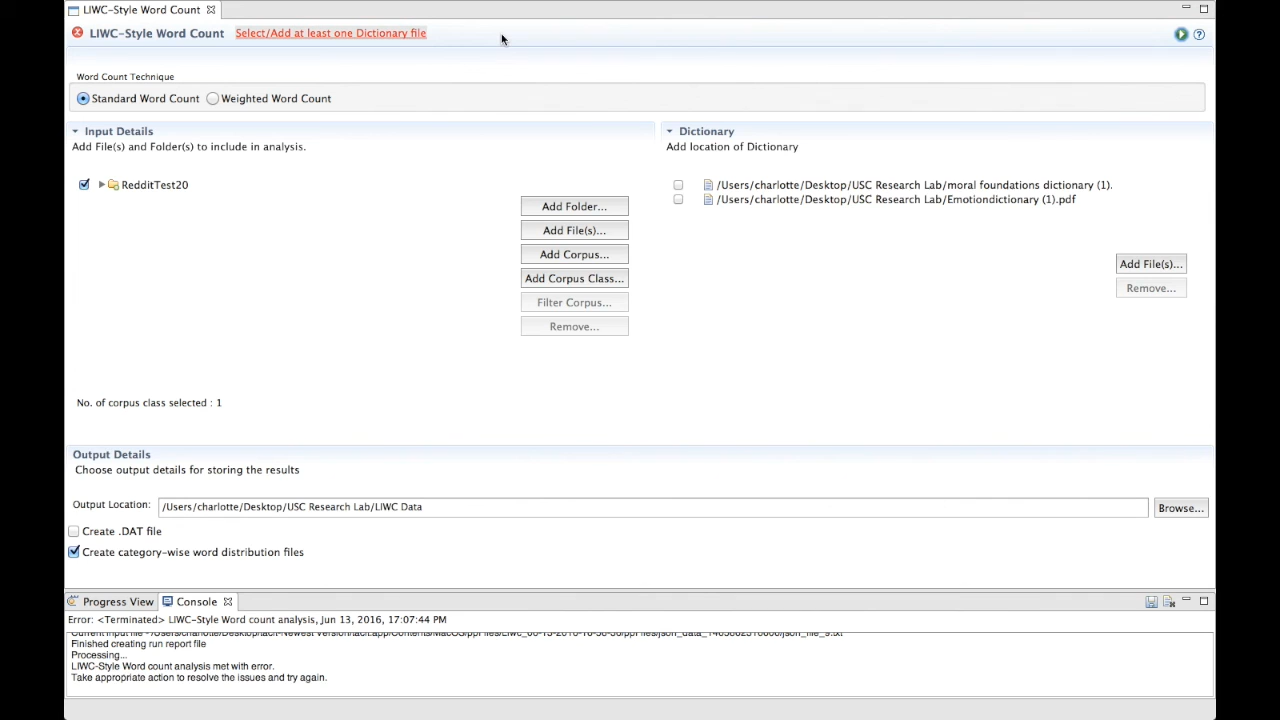 LIWC-Style Word Count
LIWC-Style Word Count Select/Add at least one Dictionary file
Word Count Technique
Standard Word Count Weighted Word Count
Input Details
Add File(s) and Folder(s) to include in analysis.
RedditTest20
Add Folder...
Add File(s)...
Add Corpus...
Add Corpus Class...
Filter Corpus...
Remove...
No. of corpus class selected : 1
Dictionary
Add location of Dictionary
/Users/charlotte/Desktop/USC Research Lab/moral foundations dictionary (1).
/Users/charlotte/Desktop/USC Research Lab/Emotiondictionary (1).pdf
Add File(s)...
Remove...
Output Details
Choose output details for storing the results
Output Location: /Users/charlotte/Desktop/USC Research Lab/LIWC Data Browse...
Create .DAT file
Create category-wise word distribution files
Progress View Console
Error: <Terminated> LIWC-Style Word count analysis, Jun 13, 2016, 17:07:44 PM
Finished creating run report file
Processing...
LIWC-Style Word count analysis met with error.
Take appropriate action to resolve the issues and try again.